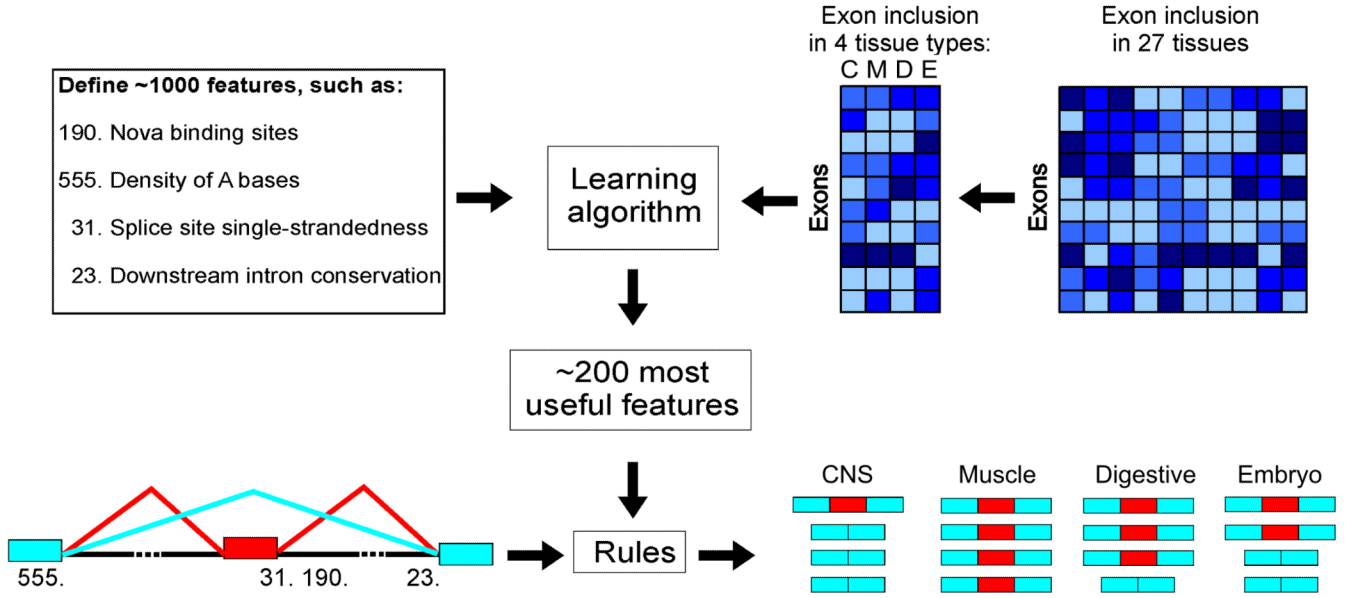 Define ~1000 features, such as:
190. Nova binding sites
555. Density of A bases
31. Splice site single-strandedness
23. Downstream intron conservation
Learning
algorithm
Exon inclusion
in 4 tissue types:
C M D E
Exons
Exon inclusion
in 27 tissues
Exons
~200 most
useful features
555.
31. 190.
23.
Rules
CNS
Muscle
Digestive
Embryo